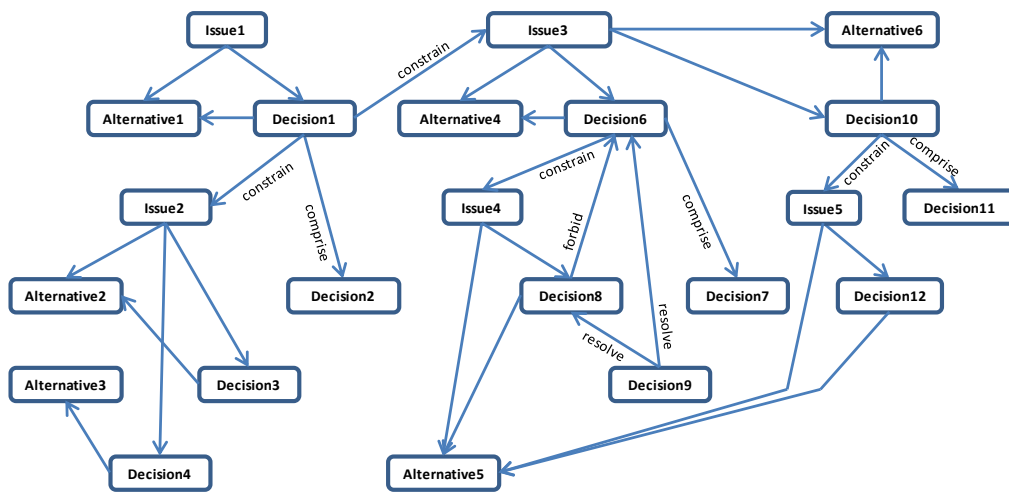 Issue1
Issue3
Alternative6
constrain
Alternative1
Decision1
Alternative4
Decision6
Decision10
constrain
constrain
constrain
comprise
Issue2
Issue4
Issue5
Decision11
comprise
forbid
comprise
Alternative2
Decision2
Decision8
Decision7
Decision12
resolve
resolve
Alternative3
Decision3
Decision9
Decision4
Alternative5